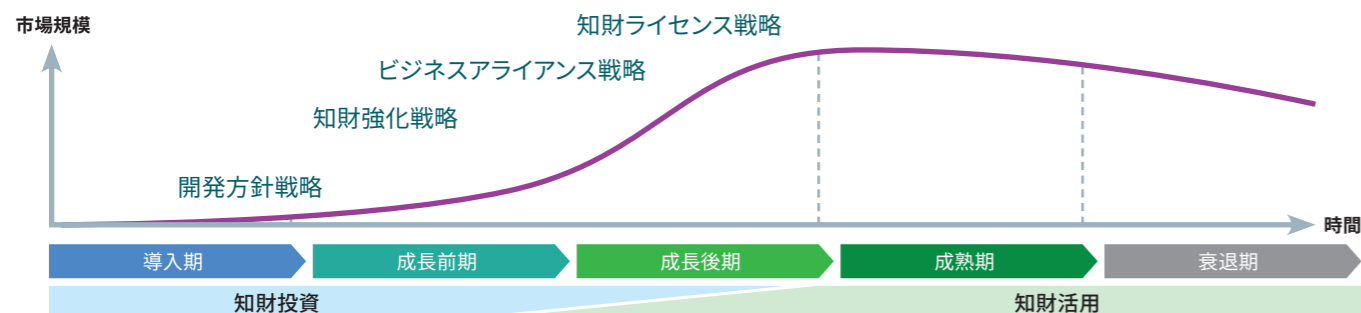 市場規模
知財ライセンス戦略
ビジネスアライアンス戦略
知財強化戦略
開発方針戦略
時間
導入期
成長前期
成長後期
成熟期
衰退期
知財投資
知財活用